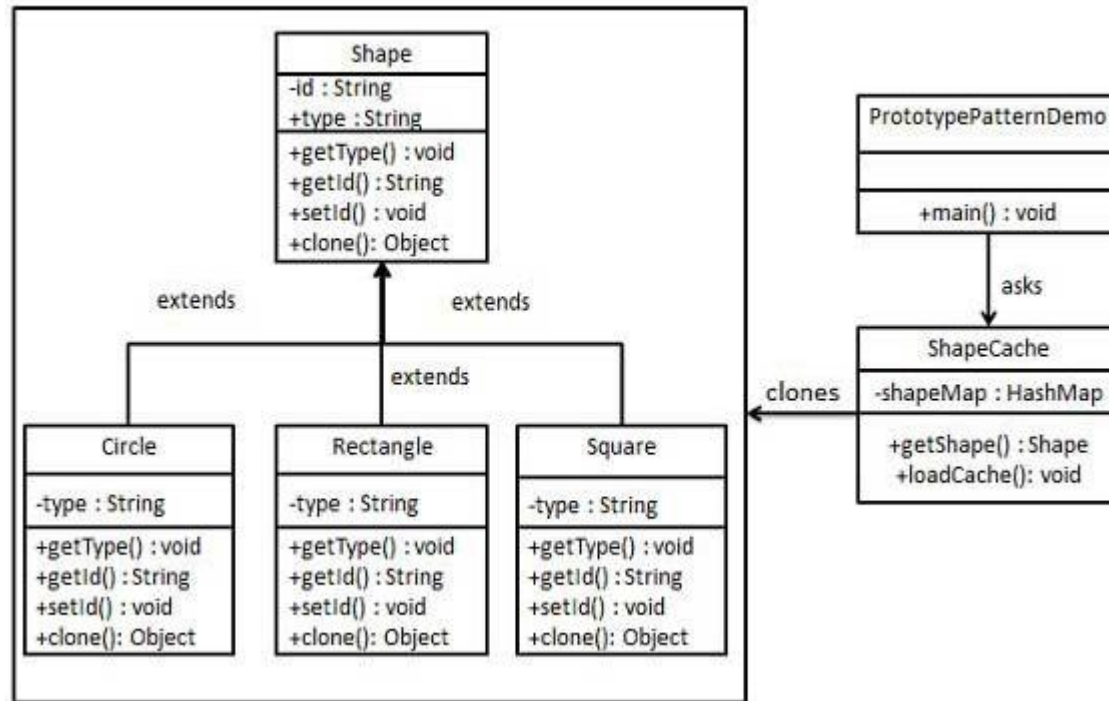 Shape
-id : String
+type : String
+getType() : void
+getId() : String
+setId() : void
+clone(): Object
extends
extends
extends
Circle
-type : String
+getType() : void
+getId() : String
+setId() : void
+clone(): Object
Rectangle
-type : String
+getType() : void
+getId() : String
+setId() : void
+clone(): Object
Square
-type : String
+getType() : void
+getId() : String
+setId() : void
+clone(): Object
PrototypePatternDemo
+main() : void
asks
ShapeCache
-shapeMap : HashMap
+getShape() : Shape
+loadCache(): void
clones